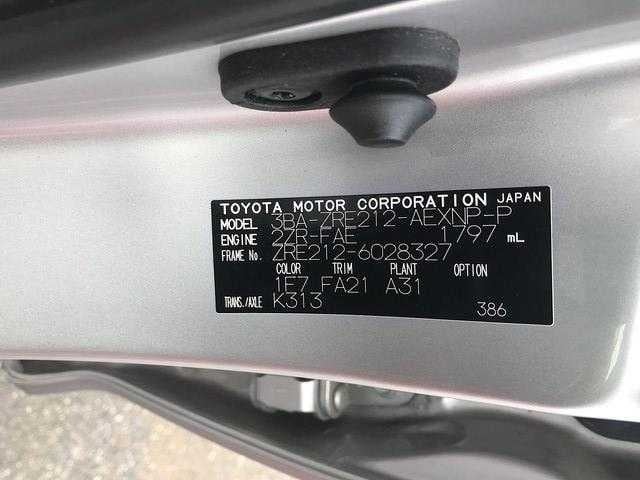 TOYOTA MOTOR CORPORATION JAPAN
MODEL 3BA-ZRE212-AEXNP-P
ENGINE 2ZR-FAE 1797 mL
FRAME No. ZRE212-6028327
COLOR TRIM PLANT OPTION
1F7 FA21 A31
TRANS./AXLE K313
386